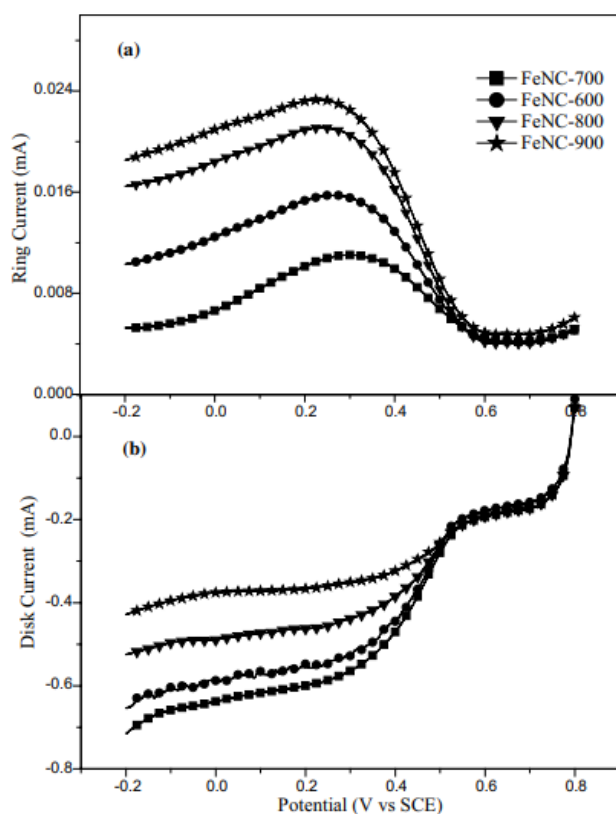 (a)
FeNC-700
FeNC-600
FeNC-800
FeNC-900
Ring Current (mA)
0.024
0.016
0.008
0.000
-0.2 0.0 0.2 0.4 0.6 0.8
(b)
Disk Current (mA)
0.0
-0.2
-0.4
-0.6
-0.8
-0.2 0.0 0.2 0.4 0.6 0.8
Potential (V vs SCE)